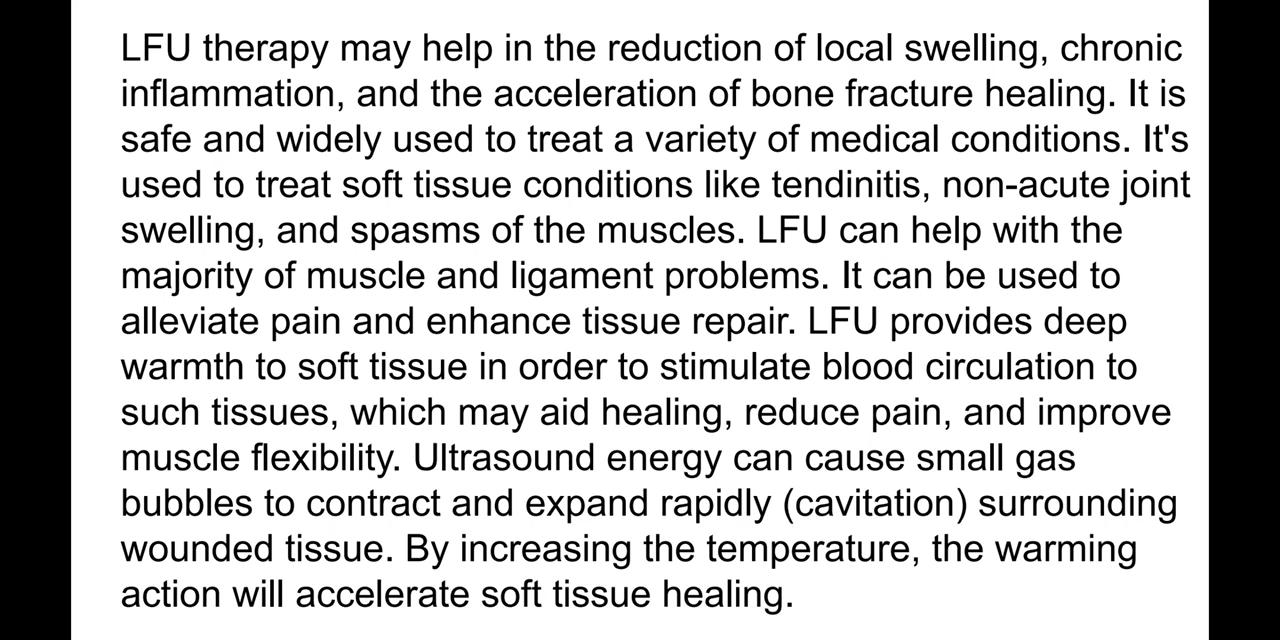 LFU therapy may help in the reduction of local swelling, chronic
inflammation, and the acceleration of bone fracture healing. It is
safe and widely used to treat a variety of medical conditions. It's
used to treat soft tissue conditions like tendinitis, non-acute joint
swelling, and spasms of the muscles. LFU can help with the
majority of muscle and ligament problems. It can be used to
alleviate pain and enhance tissue repair. LFU provides deep
warmth to soft tissue in order to stimulate blood circulation to
such tissues, which may aid healing, reduce pain, and improve
muscle flexibility. Ultrasound energy can cause small gas
bubbles to contract and expand rapidly (cavitation) surrounding
wounded tissue. By increasing the temperature, the warming
action will accelerate soft tissue healing.